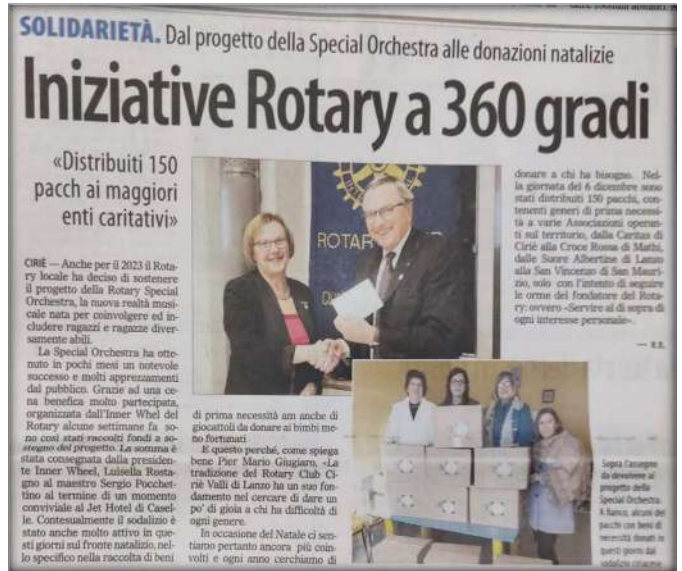 SOLIDARIETÀ. Dal progetto della Special Orchestra alle donazioni natalizie
Iniziative Rotary a 360 gradi
«Distribuiti 150
pacch ai maggiori
enti caritativi»
CIRIÈ — Anche per il 2023 il Rota-
ry locale ha deciso di sostenere
il progetto della Rotary Special
Orchestra, la nuova realtà musi-
cale nata per coinvolgere ed in-
cludere ragazzi e ragazze diver-
samente abili.
La Special Orchestra ha otte-
nuto in pochi mesi un notevole
successo e molti apprezzamenti
dal pubblico. Grazie ad una ce-
na benefica molto partecipata,
organizzata dall'Inner Whel del
Rotary alcune settimane fa so-
no così stati raccolti fondi a so-
stegno del progetto. La somma è
stata consegnata dalla presiden-
te Inner Wheel, Luisella Rosta-
gno al maestro Sergio Pocchet-
tino al termine di un momento
conviviale al Jet Hotel di Casel-
le. Contesualmente il sodalizio è
stato anche molto attivo in que-
sti giorni sul fronte natalizio, nel-
lo specifico nella raccolta di beni
ROTAR
di prima necessità am anche di
giocattoli da donare ai bimbi me-
no fortunati
E questo perché, come spiega
bene Pier Mario Giugiaro, «La
tradizione del Rotary Club Ci-
riè Valli di Lanzo ha un suo fon-
damento nel cercare di dare un
po' di gioia a chi ha difficoltà di
ogni genere.
In occasione del Natale ci sen-
tiamo pertanto ancora più coin-
volti e ogni anno cerchiamo di
donare a chi ha bisogno. Nel-
la giornata del 6 dicembre sono
stati distribuiti 150 pacchi, con-
tenenti generi di prima necessi-
tà a varie Associazioni operan-
ti sul territorio, dalla Caritas di
Ciriè alla Croce Rossa di Mathi,
dalle Suore Albertine di Lanzo
alla San Vincenzo di San Mauri-
zio, solo con l'intento di seguire
le orme del fondatore del Rota-
ry: ovvero «Servire al di sopra di
ogni interesse personale».
Sopra l'assegno
da devolvere al
progetto della
Special Orchestra.
A fianco, alcuni dei
pacchi con beni di
necessità donati in
questi giorni dal
sodalizio ciriacese